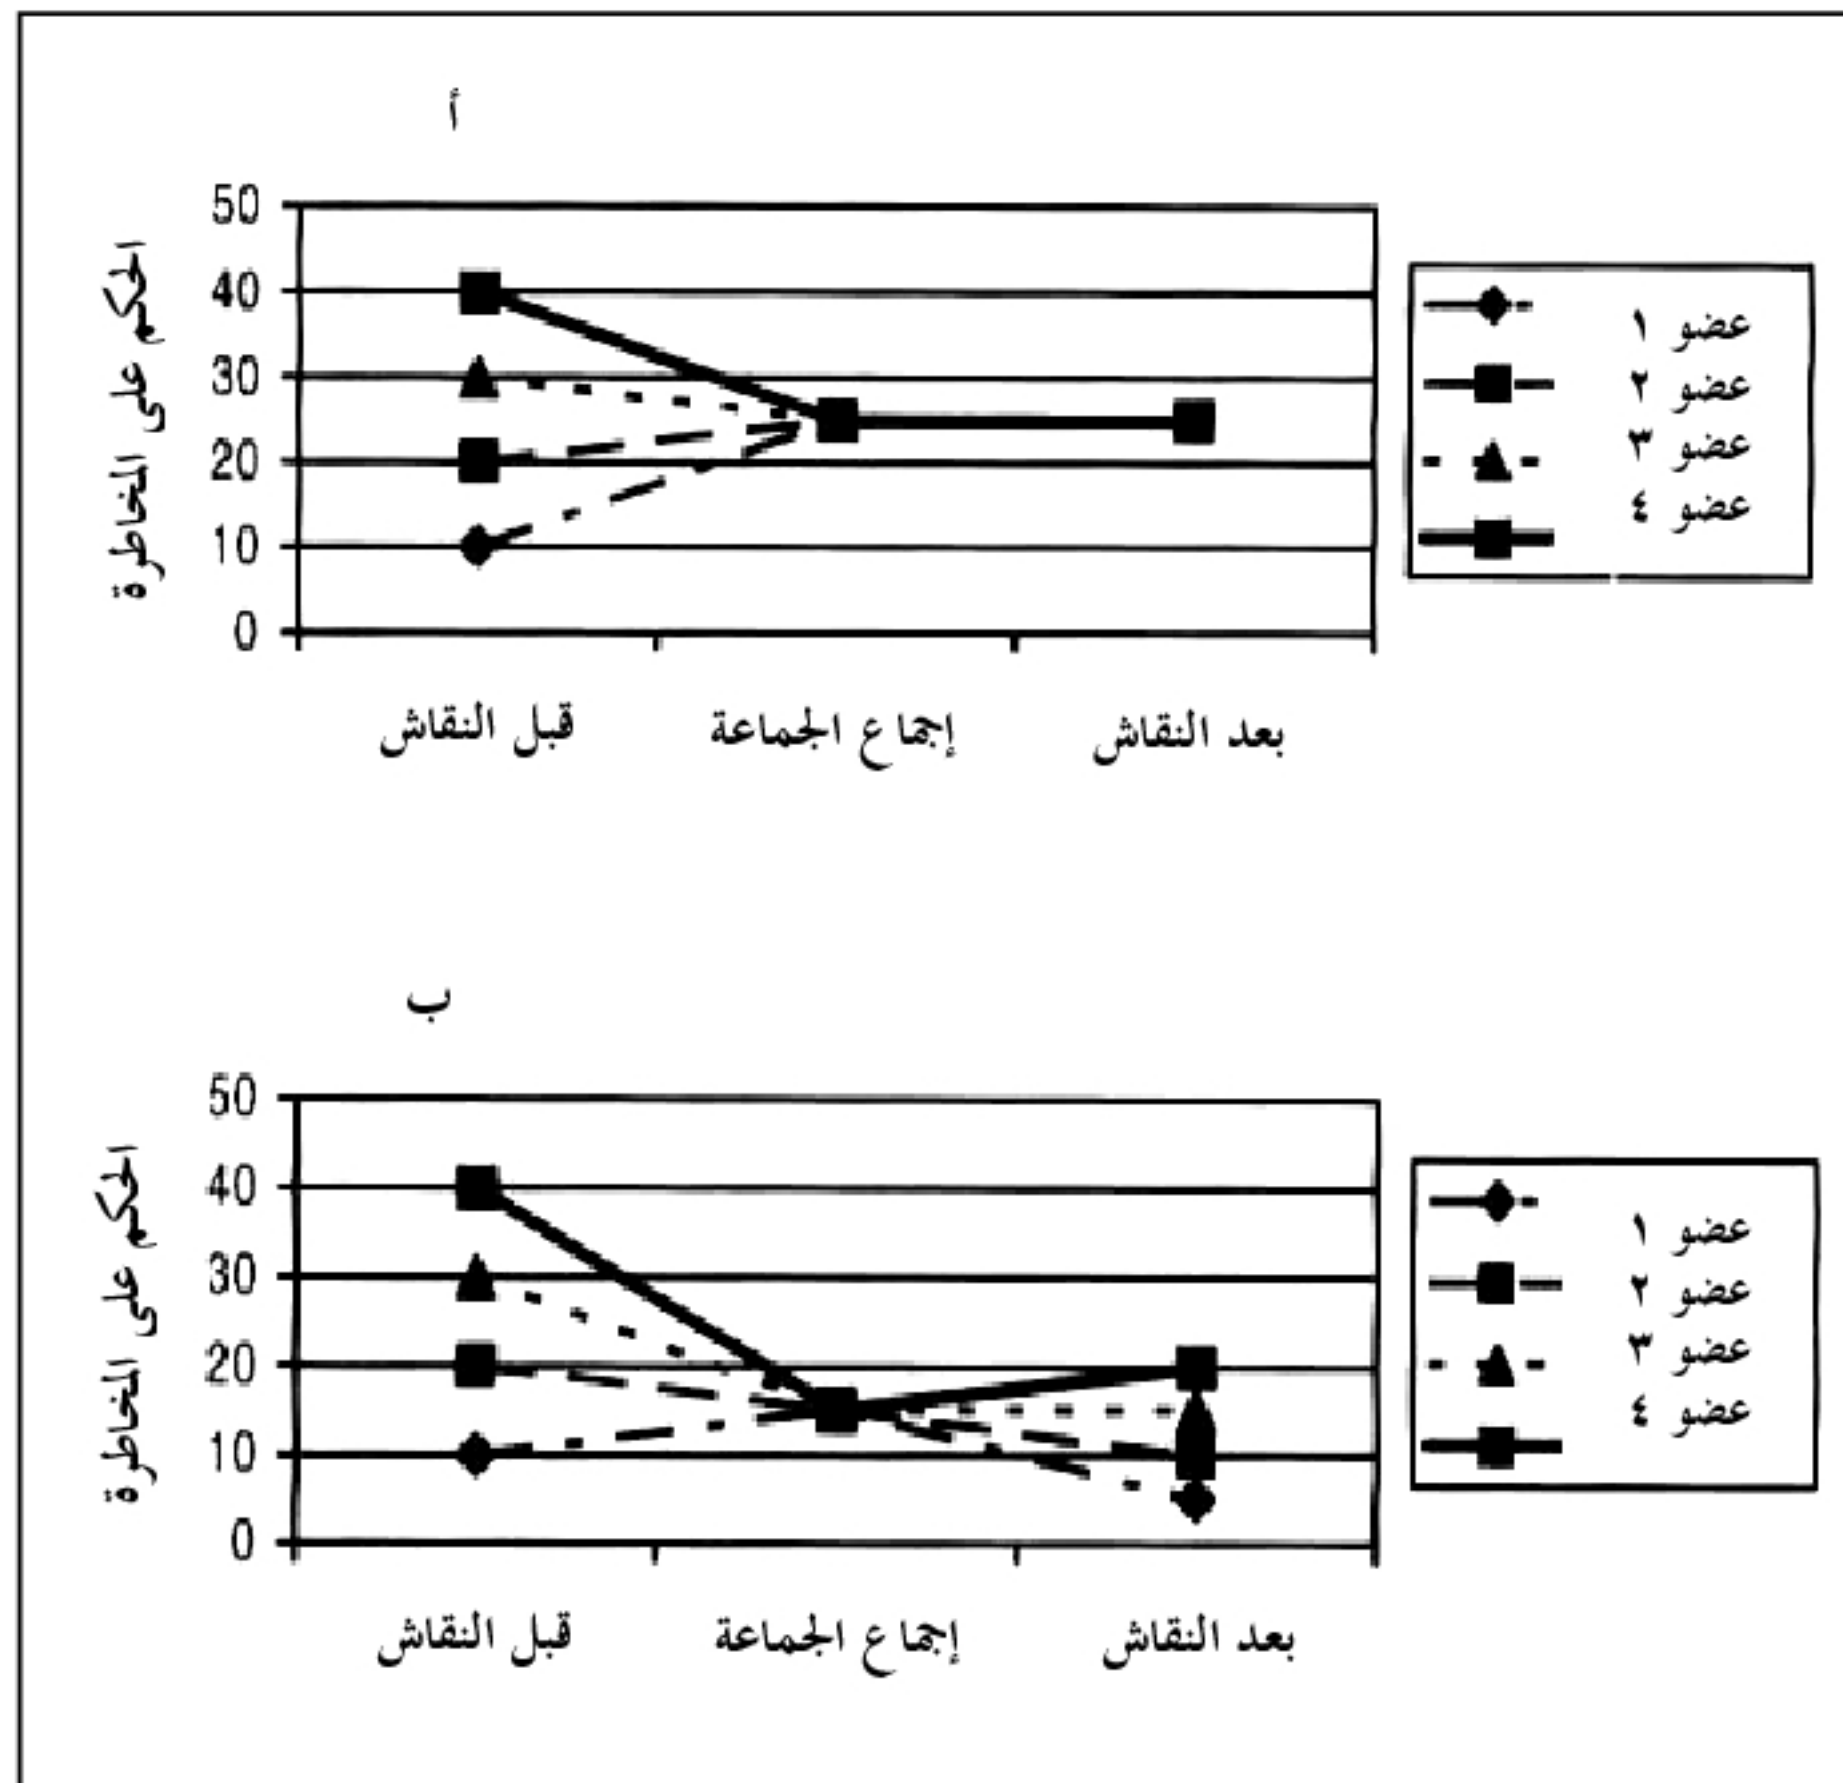 أ
الحكم على المخاطرة
50
40
30
20
10
0
قبل النقاش إجماع الجماعة بعد النقاش
عضو ١
عضو ٢
عضو ٣
عضو ٤
ب
الحكم على المخاطرة
50
40
30
20
10
0
قبل النقاش إجماع الجماعة بعد النقاش
عضو ١
عضو ٢
عضو ٣
عضو ٤